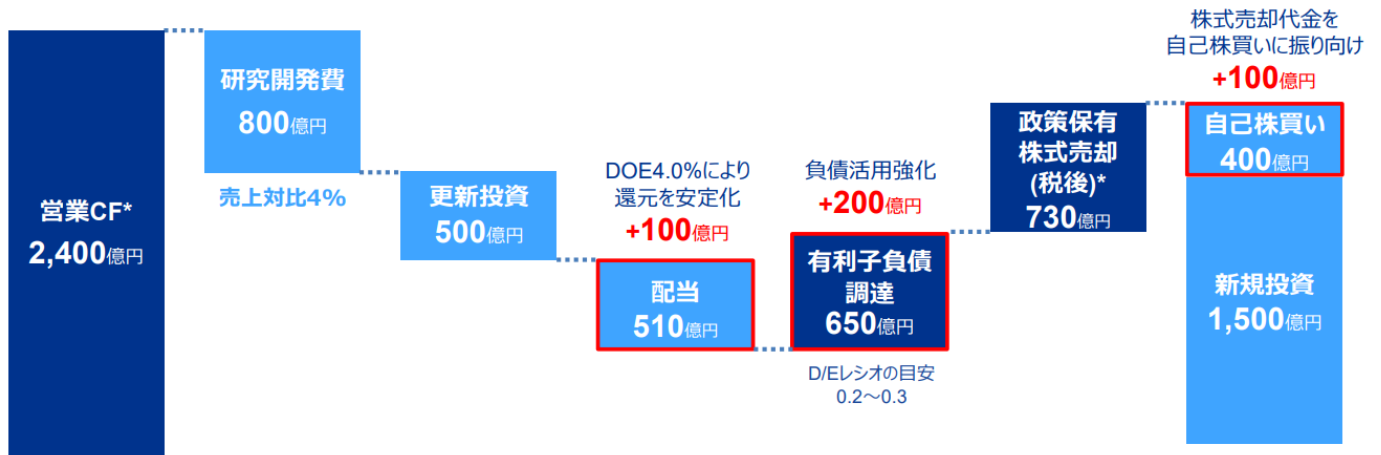 営業CF*
2,400億円
研究開発費
800億円
売上対比4%
更新投資
500億円
DOE4.0%により
還元を安定化
+100億円
配当
510億円
負債活用強化
+200億円
有利子負債
調達
650億円
D/Eレシオの目安
0.2～0.3
政策保有
株式売却
(税後)*
730億円
株式売却代金を
自己株買いに振り向け
+100億円
自己株買い
400億円
新規投資
1,500億円